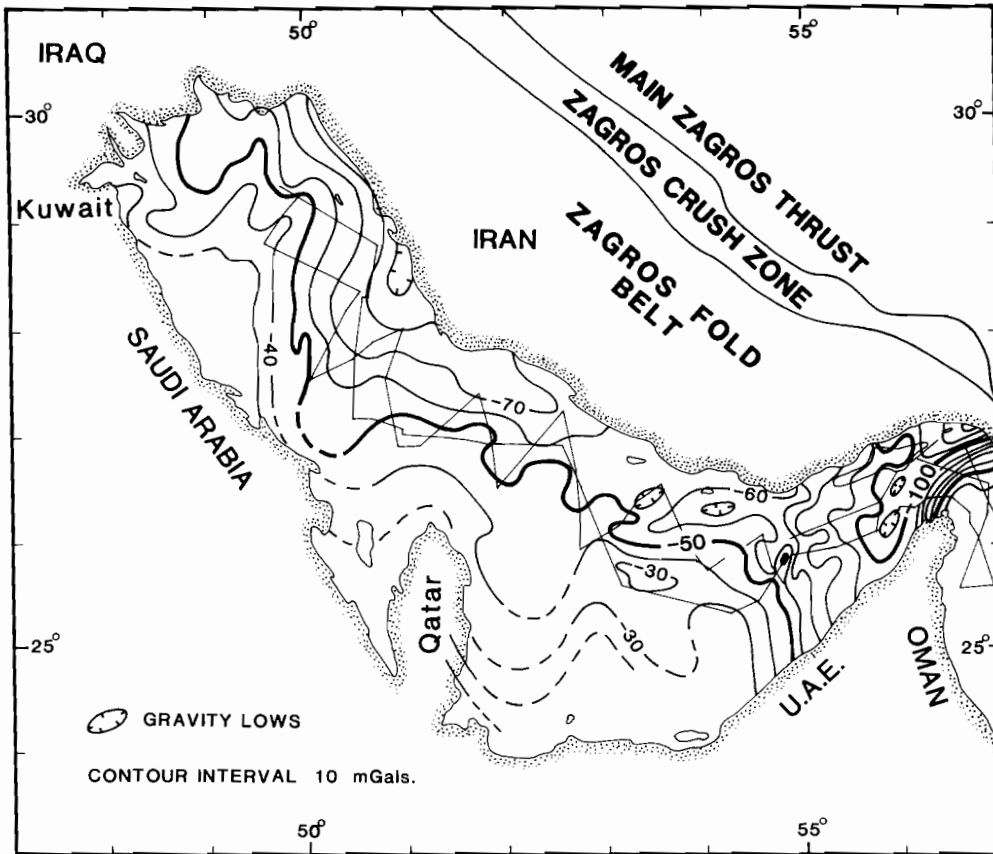 50°
55°
IRAQ
MAIN ZAGROS THRUST
30°
30°
ZAGROS CRUSH ZONE
Kuwait
IRAN
ZAGROS FOLD
BELT
-40
SAUDI ARABIA
-70
-60
-100
-50
-30
Qatar
-30
25°
25°
OMAN
U.A.E.
GRAVITY LOWS
CONTOUR INTERVAL 10 mGals.
50°
55°